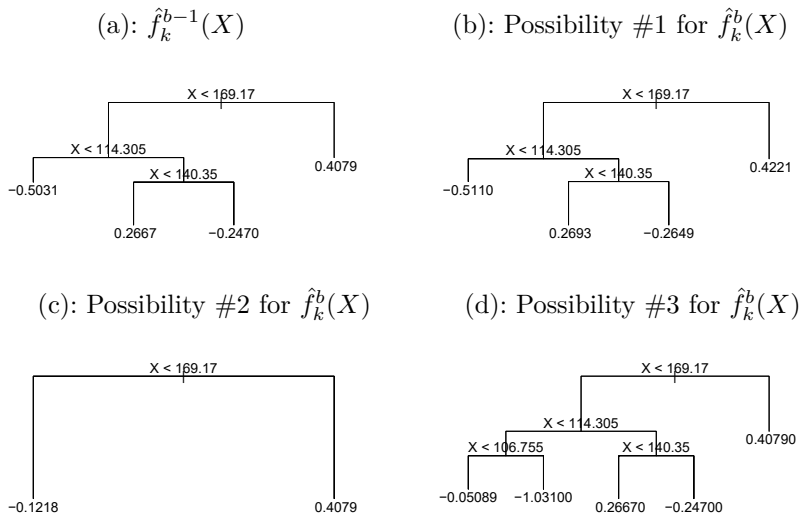 (a): $\hat{f}_k^{b-1}(X)$
(b): Possibility #1 for $\hat{f}_k^b(X)$
X < 169.17
X < 114.305
X < 140.35
−0.5031
0.2667
−0.2470
0.4079
X < 169.17
X < 114.305
X < 140.35
−0.5110
0.2693
−0.2649
0.4221
(c): Possibility #2 for $\hat{f}_k^b(X)$
(d): Possibility #3 for $\hat{f}_k^b(X)$
X < 169.17
−0.1218
0.4079
X < 169.17
X < 114.305
X < 106.755
X < 140.35
−0.05089
−1.03100
0.26670
−0.24700
0.40790